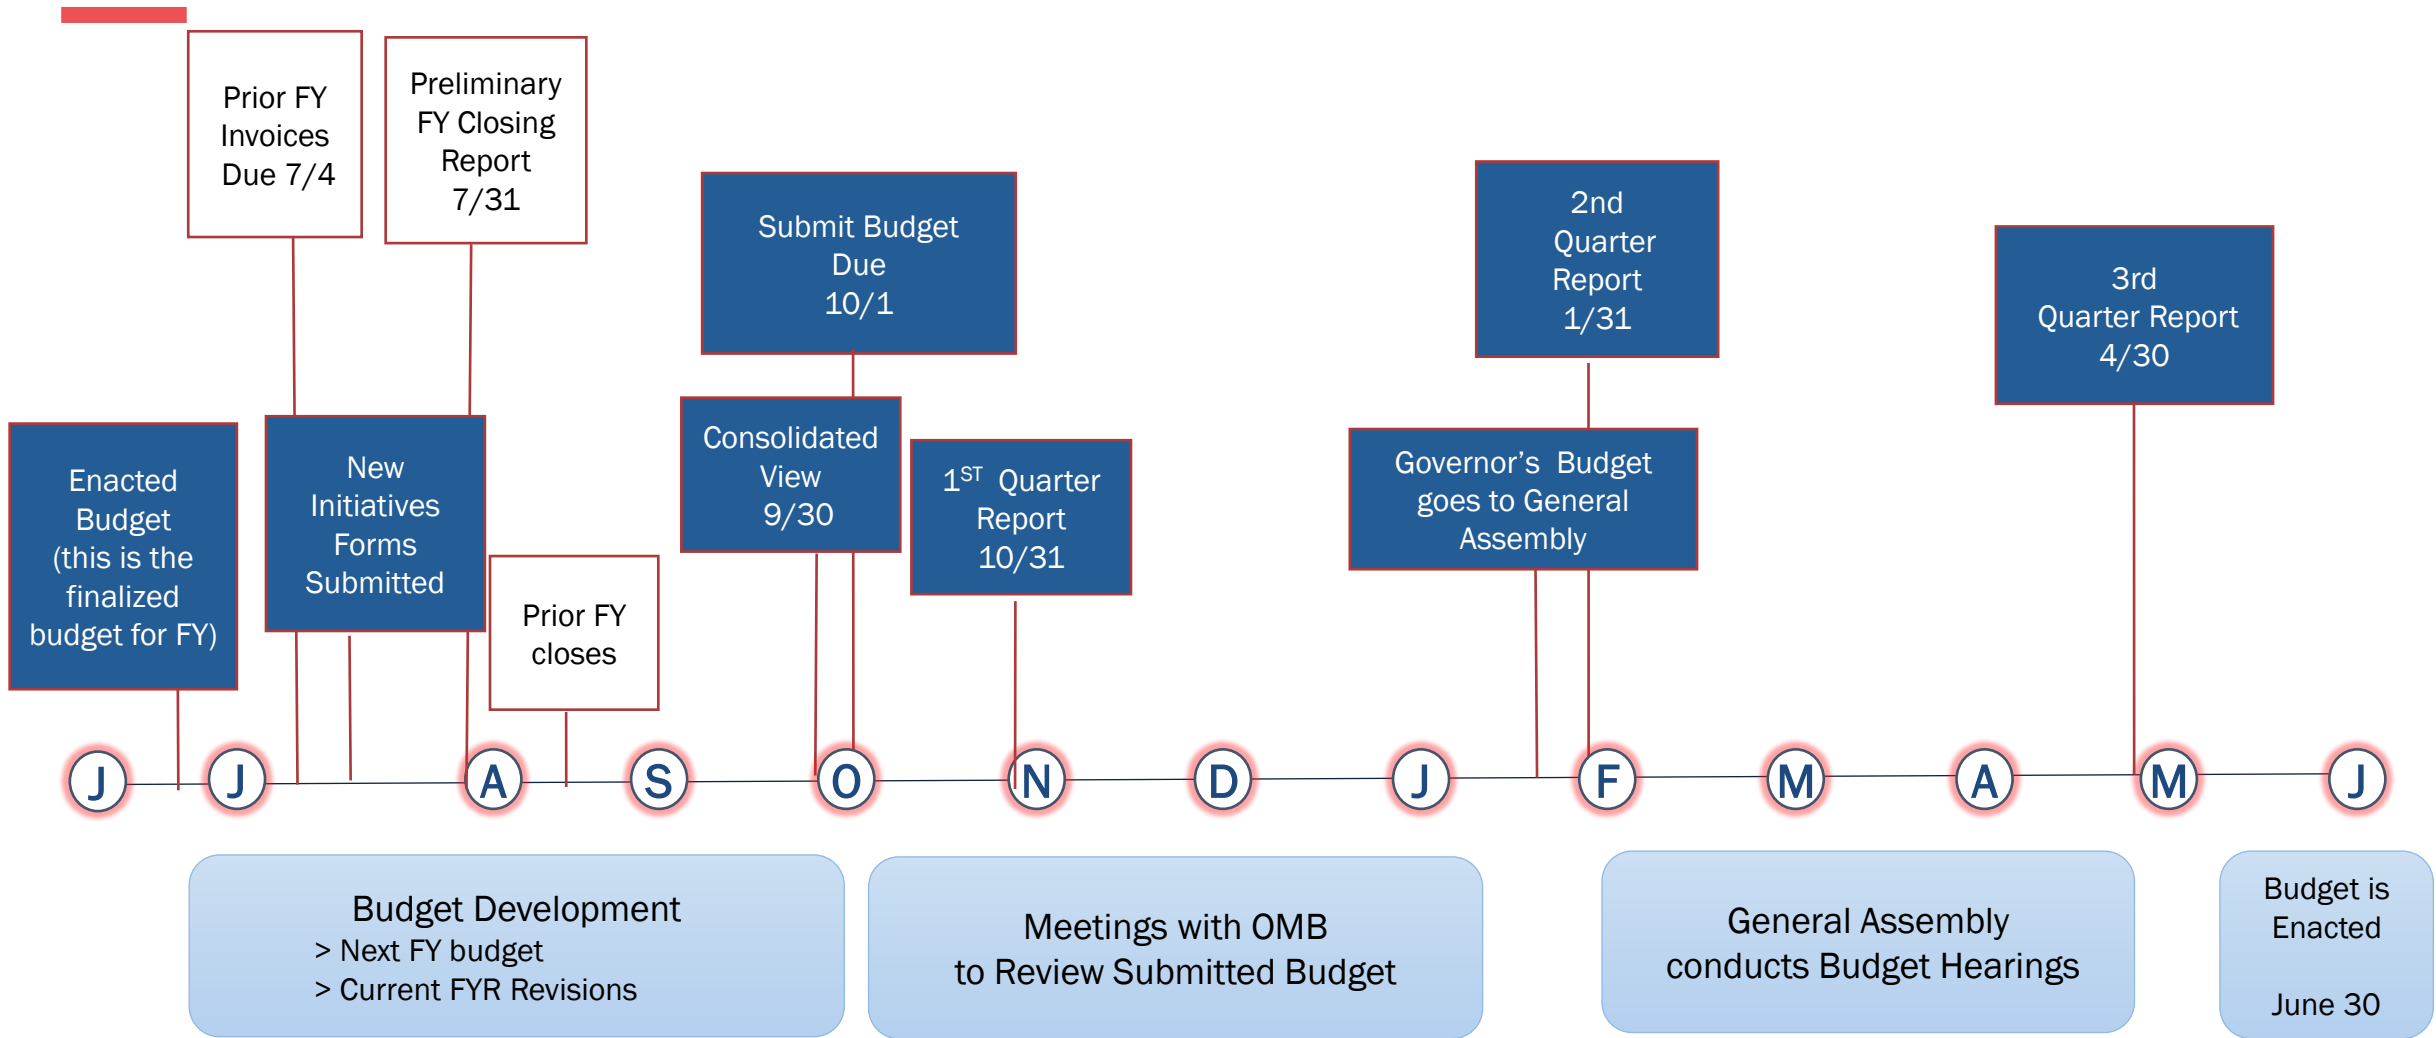 Prior FY
Invoices
Due 7/4
Preliminary
FY Closing
Report
7/31
Submit Budget
Due
10/1
2nd
Quarter
Report
1/31
3rd
Quarter Report
4/30
Enacted
Budget
(this is the
finalized
budget for FY)
New
Initiatives
Forms
Submitted
Prior FY
closes
Consolidated
View
9/30
1ST Quarter
Report
10/31
Governor’s Budget
goes to General
Assembly
J J A S O N D J F M A M J
Budget Development
> Next FY budget
> Current FYR Revisions
Meetings with OMB
to Review Submitted Budget
General Assembly
conducts Budget Hearings
Budget is
Enacted
June 30